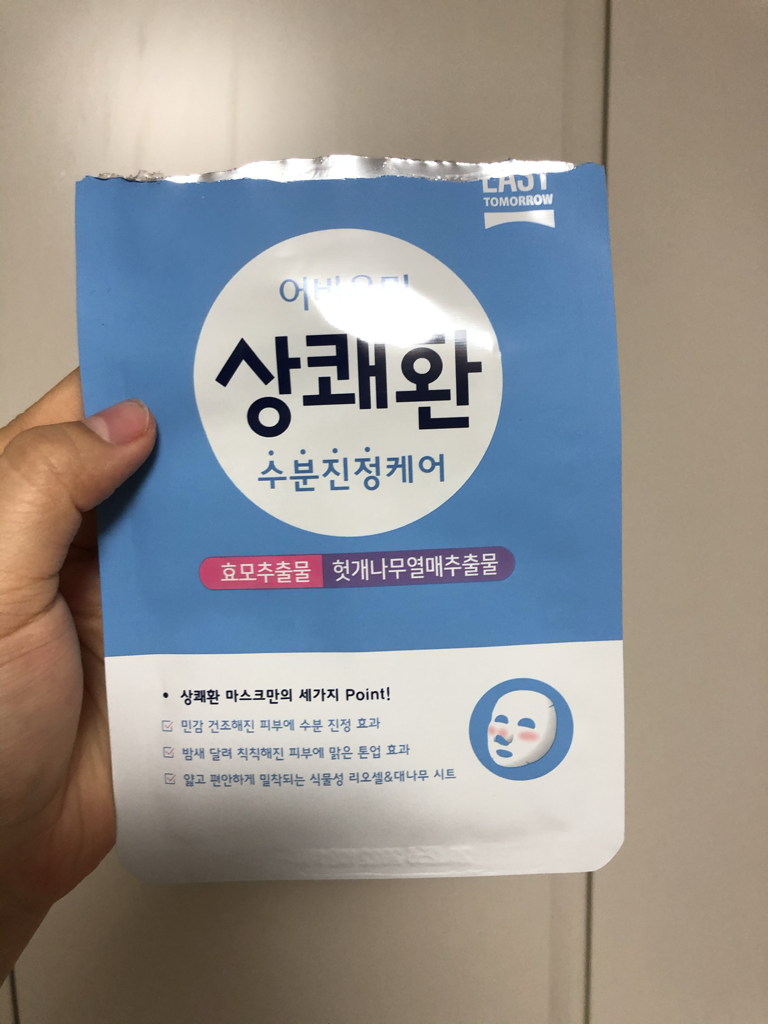 EASY
TOMORROW
상쾌환
수분진정케어
효모추출물 헛개나무열매추출물
• 상쾌환 마스크만의 세가지 Point!
민감 건조해진 피부에 수분 진정 효과
밤새 달려 칙칙해진 피부에 맑은 톤업 효과
얇고 편안하게 밀착되는 식물성 리오셀&대나무 시트